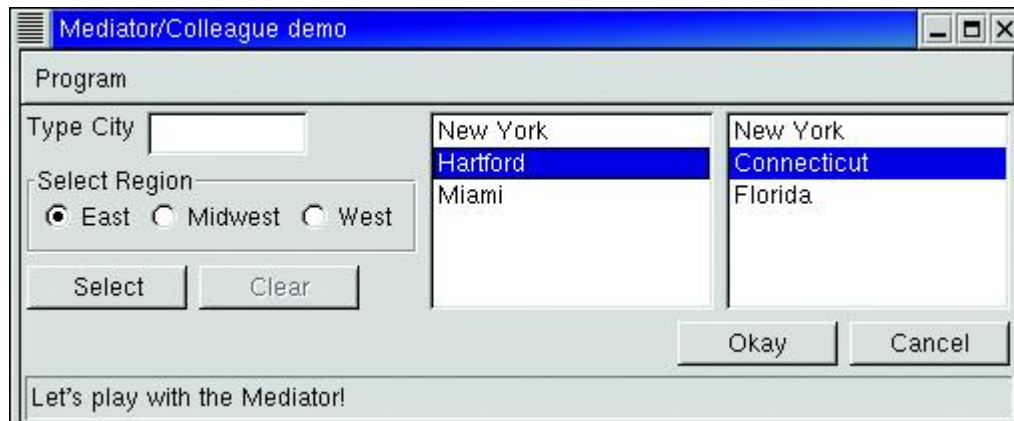 Mediator/Colleague demo
Program
Type City
Select Region
East Midwest West
Select Clear
New York
Hartford
Miami
New York
Connecticut
Florida
Okay Cancel
Let's play with the Mediator!